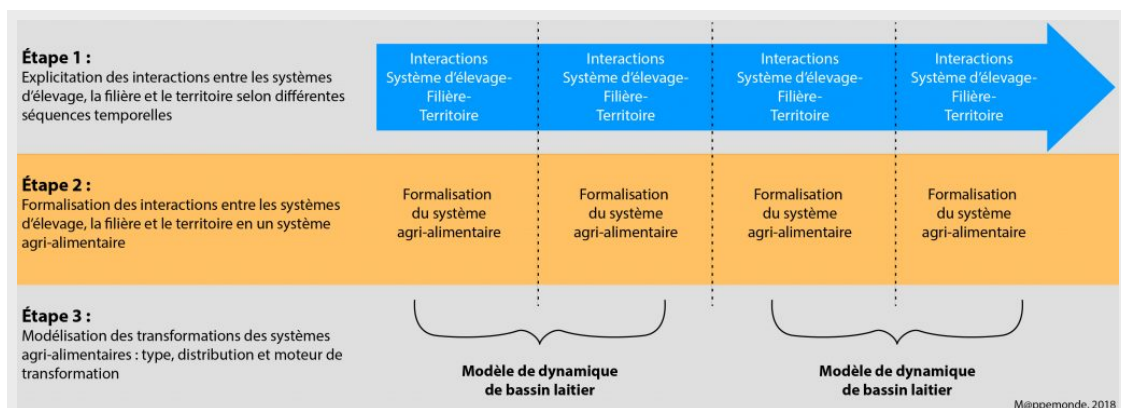 Étape 1 :
Explicitation des interactions entre les systèmes
d'élevage, la filière et le territoire selon différentes
séquences temporelles
Interactions
Système d'élevage-
Filière-
Territoire
Interactions
Système d'élevage-
Filière-
Territoire
Interactions
Système d'élevage-
Filière-
Territoire
Interactions
Système d'élevage-
Filière-
Territoire
Étape 2 :
Formalisation des interactions entre les systèmes
d'élevage, la filière et le territoire en un système
agri-alimentaire
Formalisation
du système
agri-alimentaire
Formalisation
du système
agri-alimentaire
Formalisation
du système
agri-alimentaire
Formalisation
du système
agri-alimentaire
Étape 3 :
Modélisation des transformations des systèmes
agri-alimentaires : type, distribution et moteur de
transformation
Modèle de dynamique
de bassin laitier
Modèle de dynamique
de bassin laitier
M@ppemonde, 2018